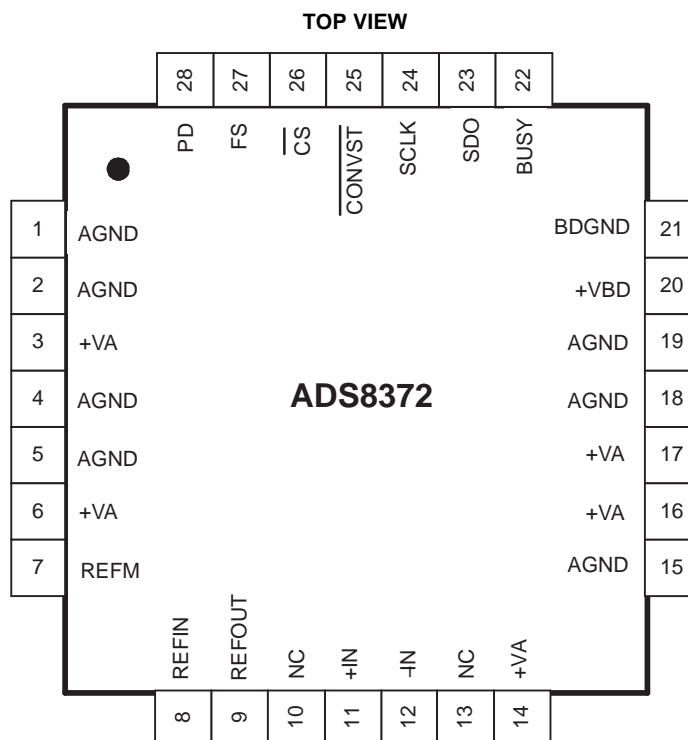 TOP VIEW
28 27 26 25 24 23 22
PD FS CS CONVST SCLK SDO BUSY
1 AGND BDGND 21
2 AGND +VBD 20
3 +VA AGND 19
4 AGND ADS8372 AGND 18
5 AGND +VA 17
6 +VA +VA 16
7 REFM AGND 15
REFIN REFOUT NC +IN -IN NC +VA
8 9 10 11 12 13 14